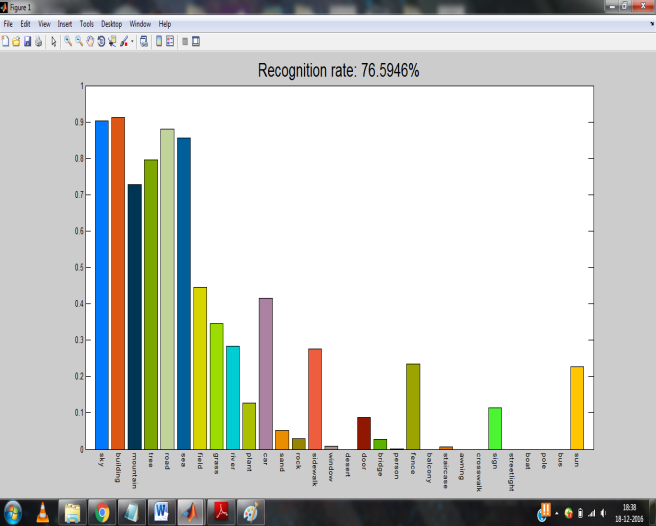 Figure 1
File Edit View Insert Tools Desktop Window Help
Recognition rate: 76.5946%
1
0.9
0.8
0.7
0.6
0.5
0.4
0.3
0.2
0.1
0
sky
building
mountain
tree
road
sea
field
grass
river
plant
car
sand
rock
sidewalk
window
desert
door
bridge
person
fence
balcony
staircase
awning
crosswalk
sign
streetlight
boat
pole
bus
sun
18:38
18-12-2016